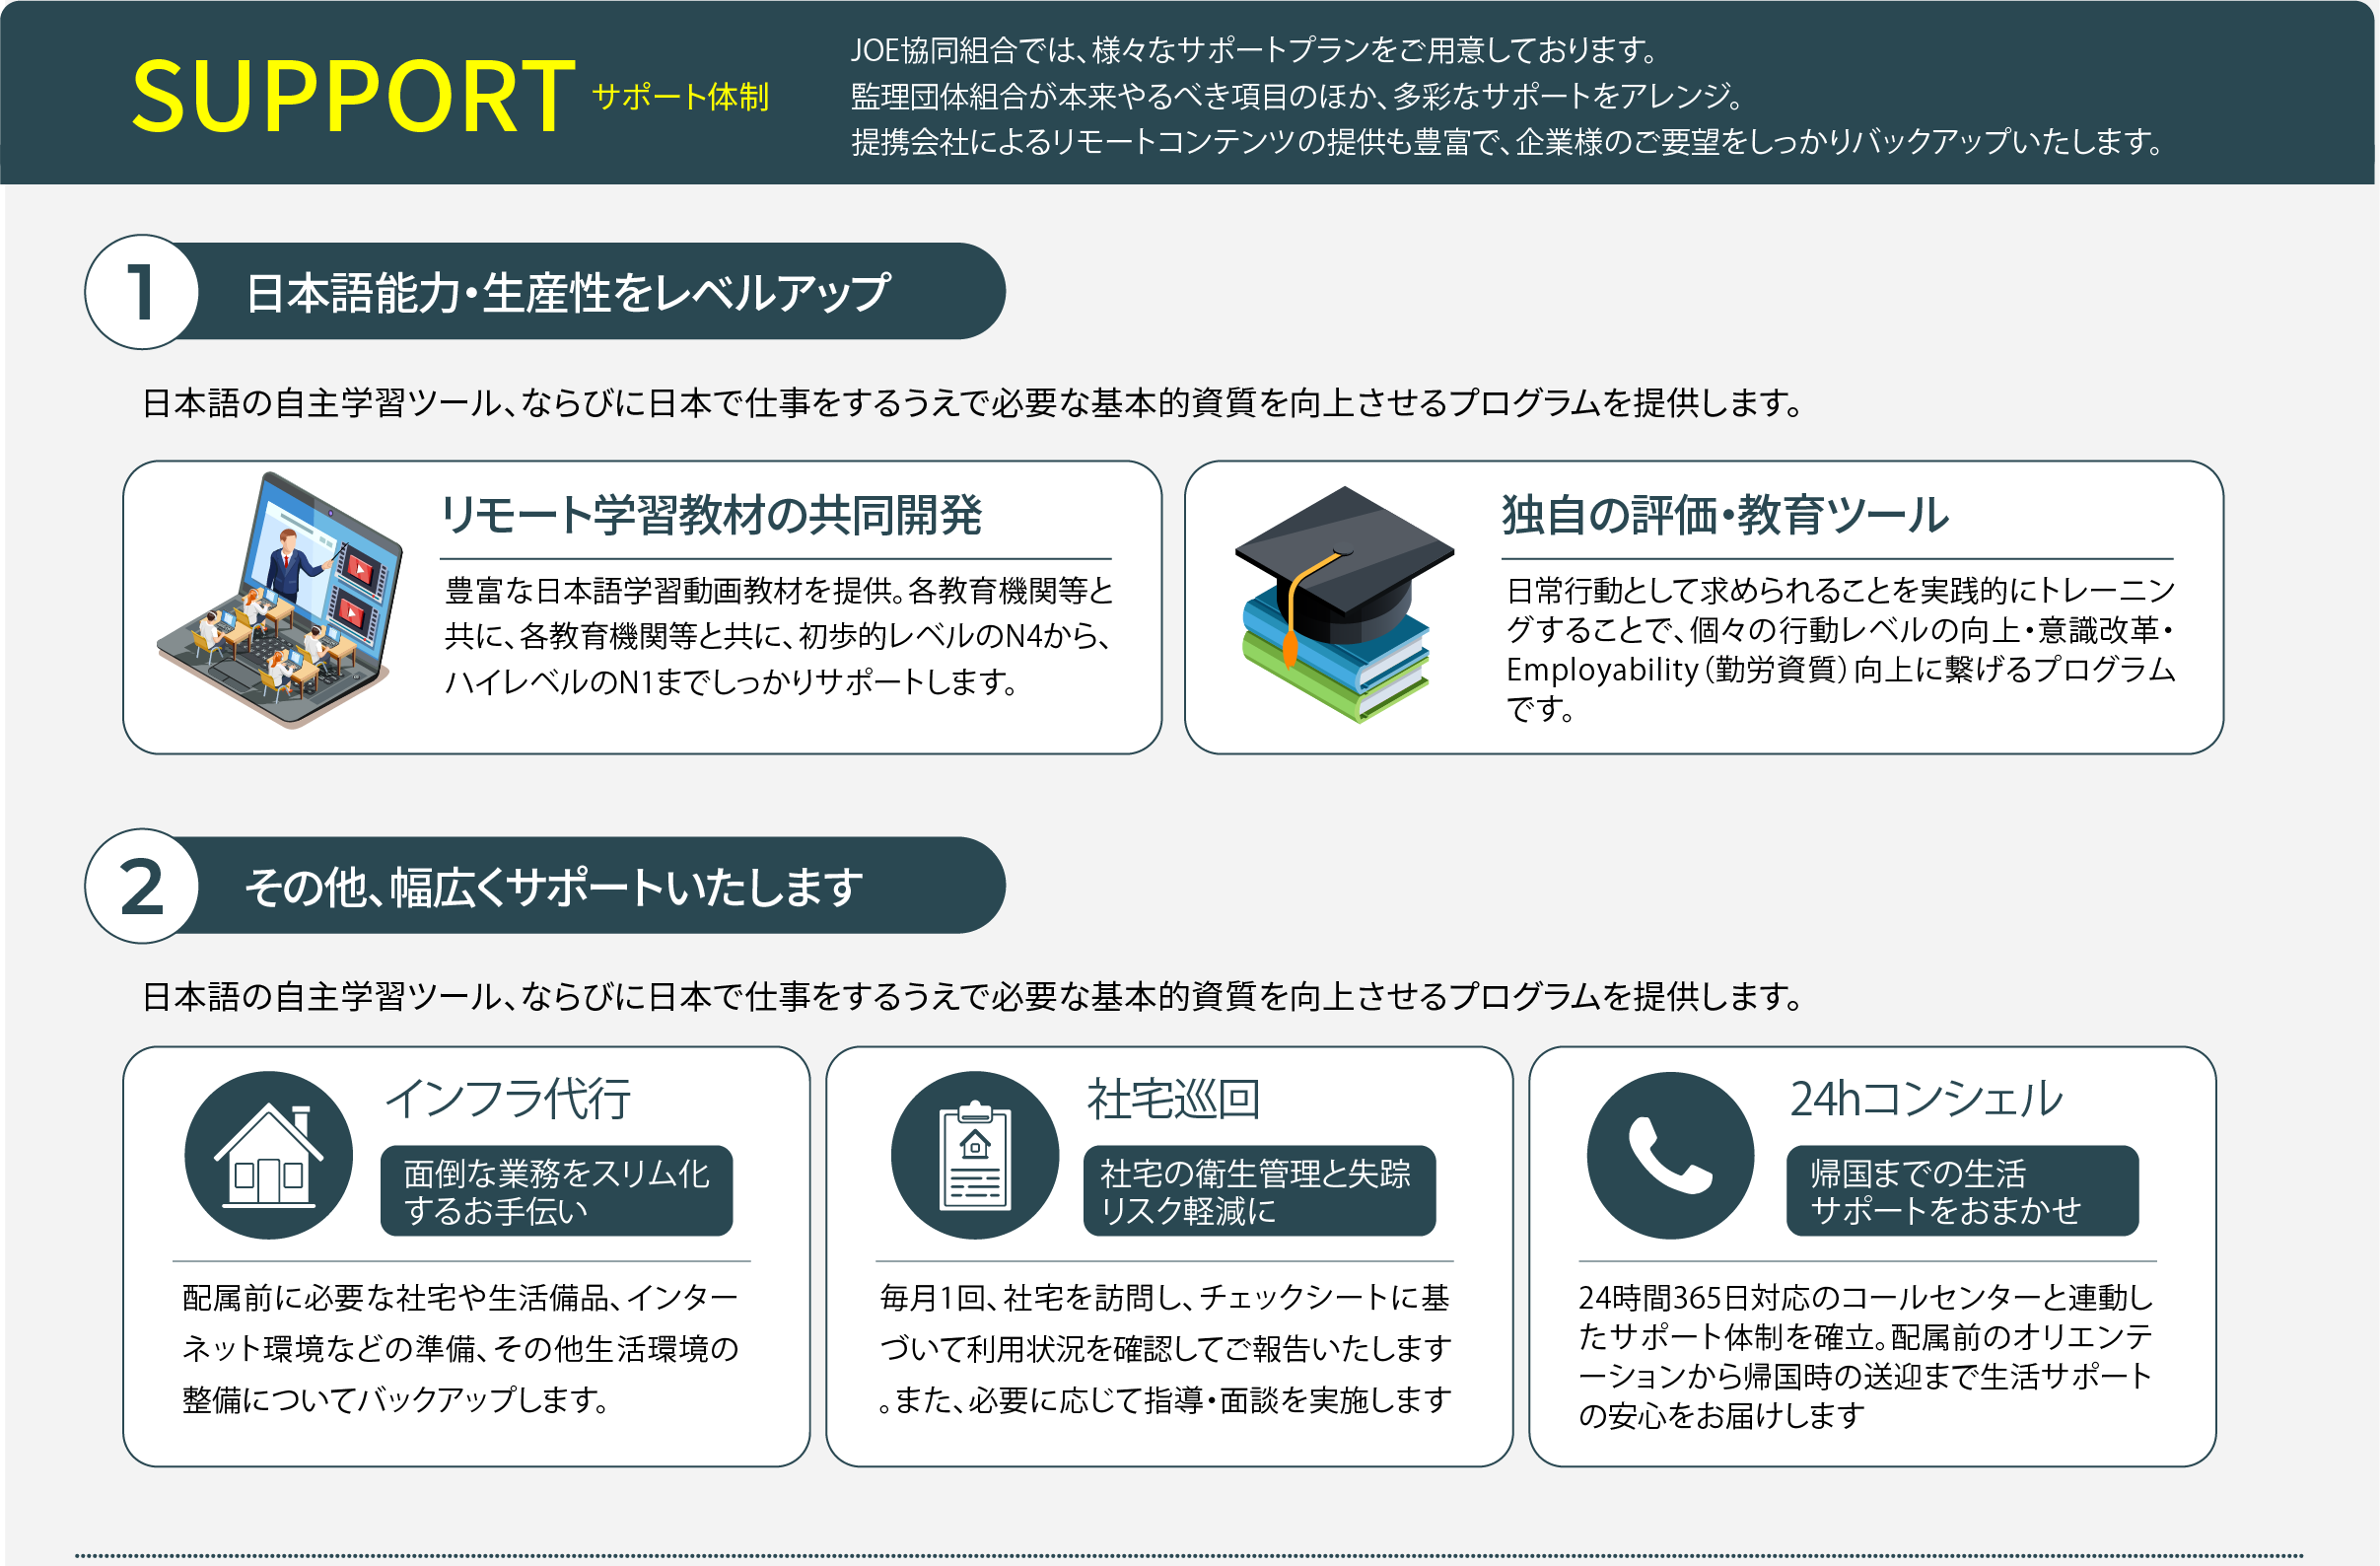 SUPPORT サポート体制
JOE協同組合では、様々なサポートプランをご用意しております。
監理団体組合が本来やるべき項目のほか、多彩なサポートをアレンジ。
提携会社によるリモートコンテンツの提供も豊富で、企業様のご要望をしっかりバックアップいたします。
1 日本語能力・生産性をレベルアップ
日本語の自主学習ツール、ならびに日本で仕事をするうえで必要な基本的資質を向上させるプログラムを提供します。
リモート学習教材の共同開発
豊富な日本語学習動画教材を提供。各教育機関等と
共に、各教育機関等と共に、初歩的レベルのN4から、
ハイレベルのN1までしっかりサポートします。
独自の評価・教育ツール
日常行動として求められることを実践的にトレーニン
グすることで、個々の行動レベルの向上・意識改革・
Employability（勤労資質）向上に繋げるプログラム
です。
2 その他、幅広くサポートいたします
日本語の自主学習ツール、ならびに日本で仕事をするうえで必要な基本的資質を向上させるプログラムを提供します。
インフラ代行
面倒な業務をスリム化
するお手伝い
配属前に必要な社宅や生活備品、インター
ネット環境などの準備、その他生活環境の
整備についてバックアップします。
社宅巡回
社宅の衛生管理と失踪
リスク軽減に
毎月1回、社宅を訪問し、チェックシートに基
づいて利用状況を確認してご報告いたします
。また、必要に応じて指導・面談を実施します
24hコンシェル
帰国までの生活
サポートをおまかせ
24時間365日対応のコールセンターと連動し
たサポート体制を確立。配属前のオリエンテ
ーションから帰国時の送迎まで生活サポート
の安心をお届けします